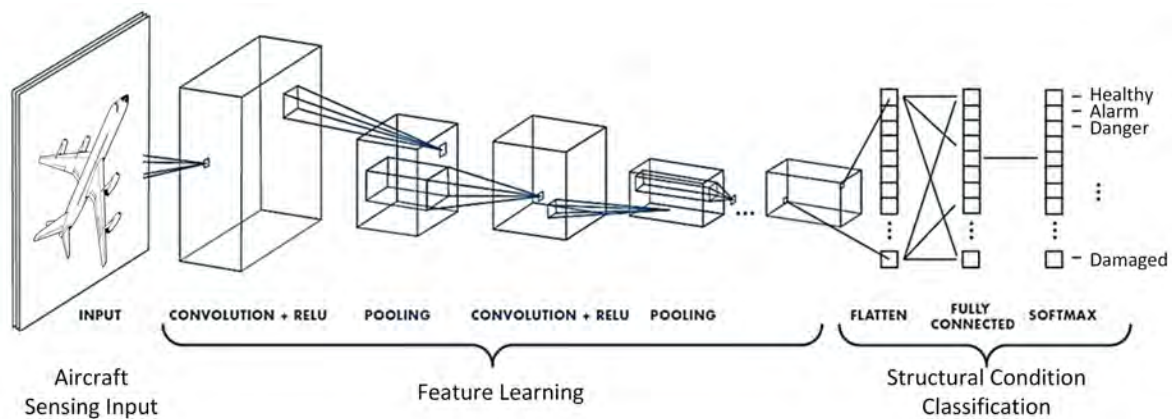 Healthy
Alarm
Danger
Damaged
INPUT
CONVOLUTION + RELU
POOLING
CONVOLUTION + RELU
POOLING
FLATTEN
FULLY
CONNECTED
SOFTMAX
Aircraft
Sensing Input
Feature Learning
Structural Condition
Classification